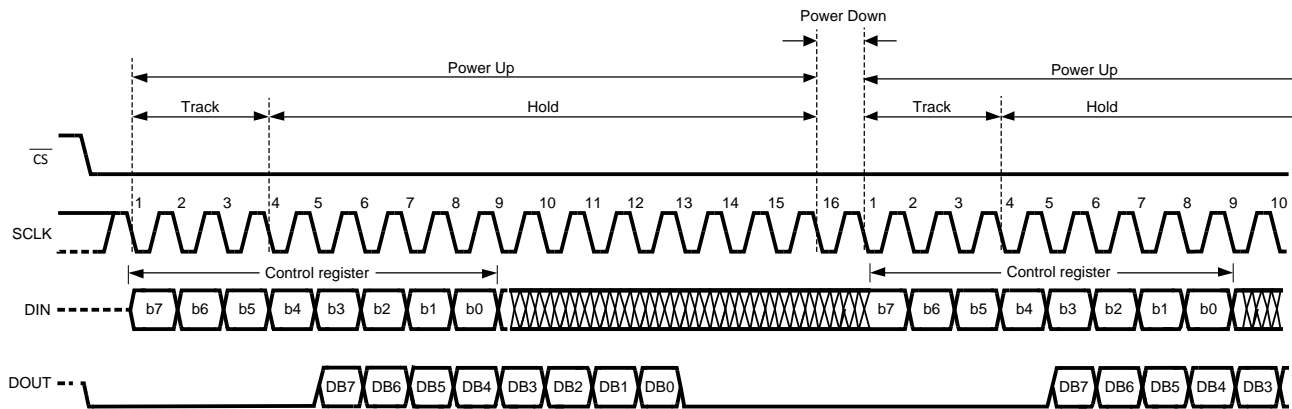 Power Down
Power Up Power Up
Track Hold Track Hold
CS
1 2 3 4 5 6 7 8 9 10 11 12 13 14 15 16 1 2 3 4 5 6 7 8 9 10
SCLK
Control register Control register
DIN b7 b6 b5 b4 b3 b2 b1 b0 b7 b6 b5 b4 b3 b2 b1 b0
DOUT DB7 DB6 DB5 DB4 DB3 DB2 DB1 DB0 DB7 DB6 DB5 DB4 DB3